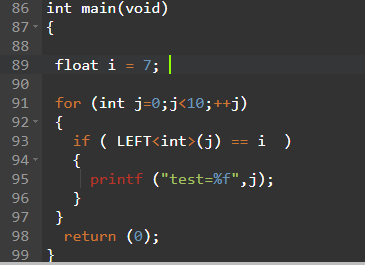 86 int main(void)
87 {
88
89 float i = 7;
90
91 for (int j=0;j<10;++j)
92 {
93 if ( LEFT<int>(j) == i )
94 {
95 printf ("test=%f",j);
96 }
97 }
98 return (0);
99 }